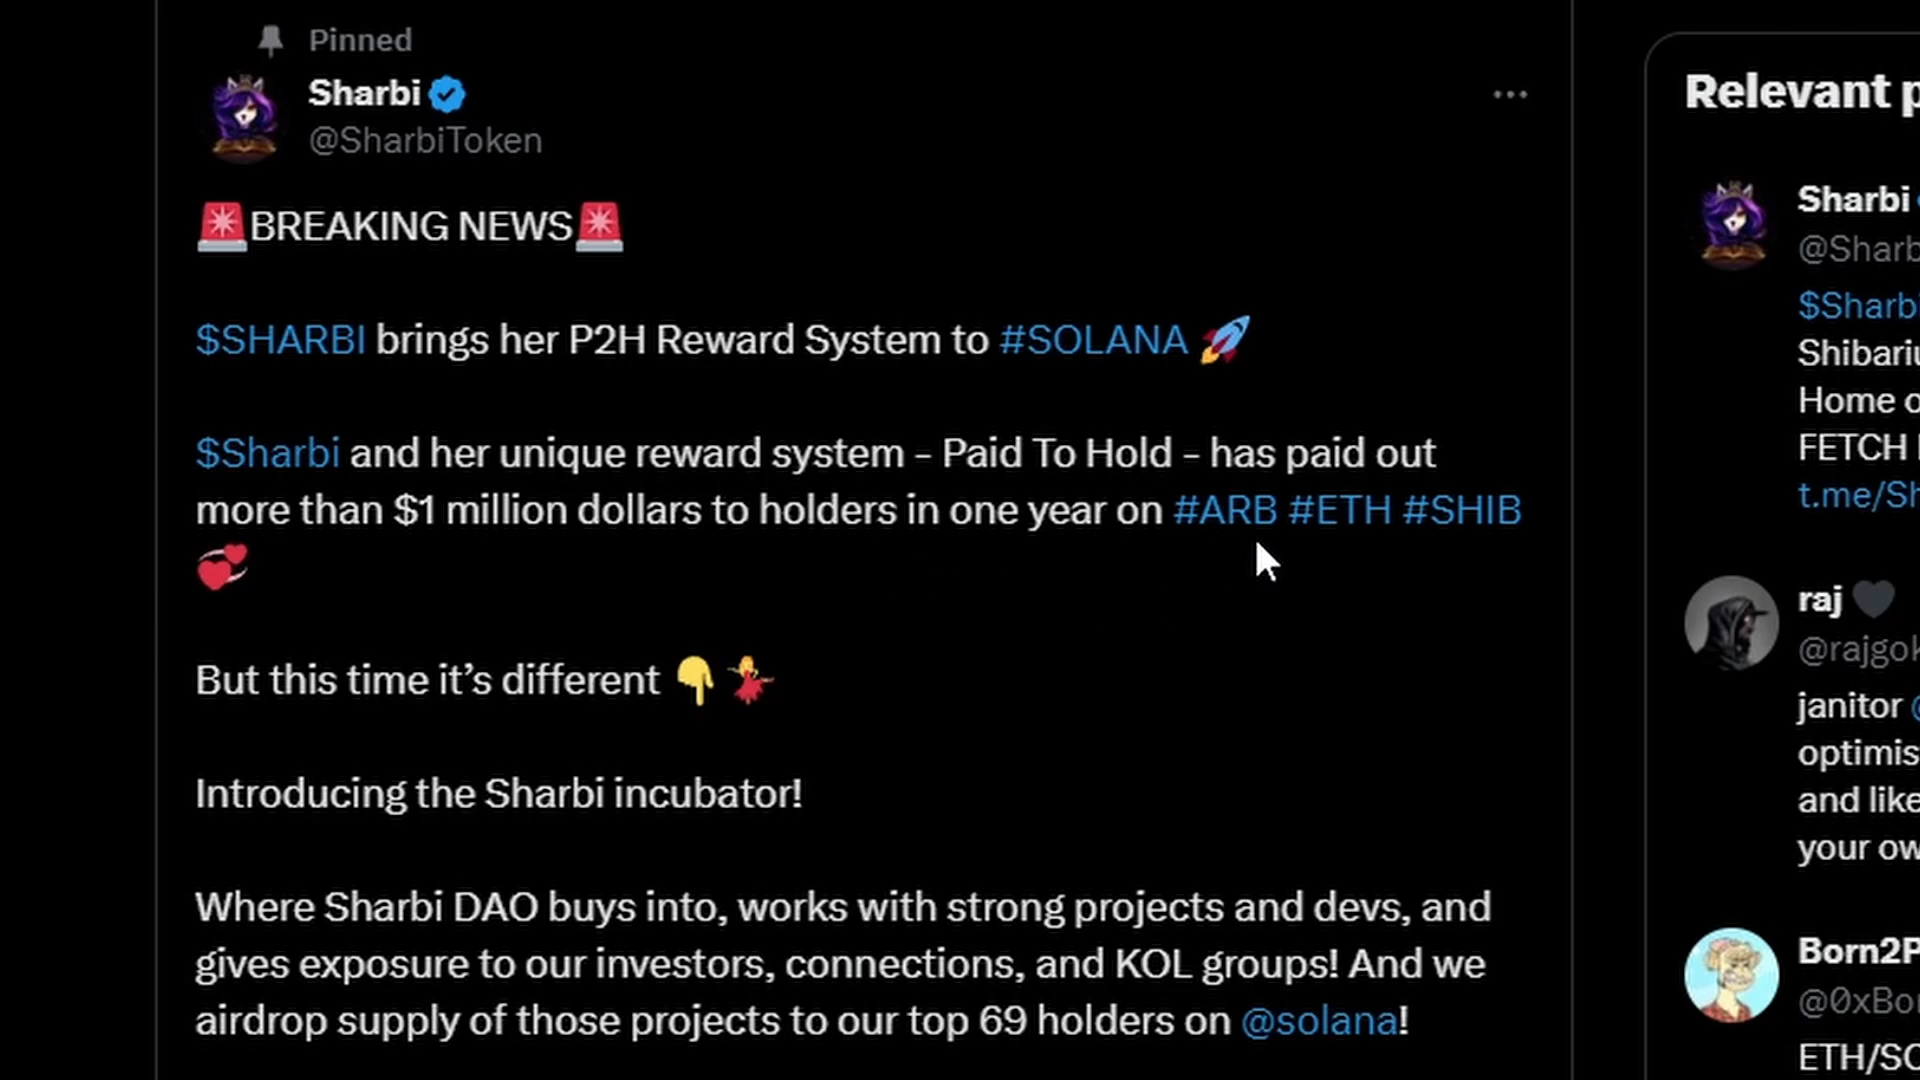 Pinned
Sharbi
@SharbiToken
🚨BREAKING NEWS🚨
$SHARBI brings her P2H Reward System to #SOLANA 🚀
$Sharbi and her unique reward system – Paid To Hold – has paid out
more than $1 million dollars to holders in one year on #ARB #ETH #SHIB
💞
But this time it’s different 👇💃
Introducing the Sharbi incubator!
Where Sharbi DAO buys into, works with strong projects and devs, and
gives exposure to our investors, connections, and KOL groups! And we
airdrop supply of those projects to our top 69 holders on @solana!
Relevant p
Sharbi
@Sharb
$Sharb
Shibariu
Home o
FETCH
t.me/Sh
raj 🖤
@rajgok
janitor @
optimis
and like
your ow
Born2P
@0xBor
ETH/SO